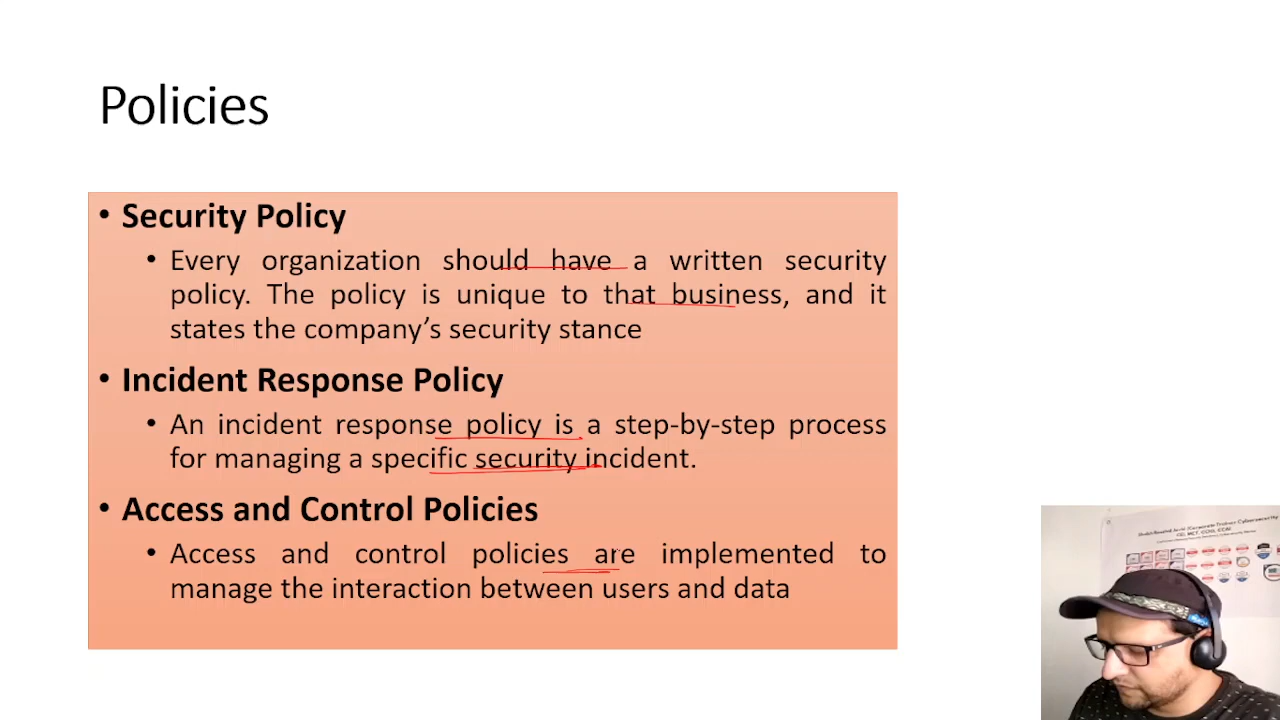 Policies
• Security Policy
• Every organization should have a written security
policy. The policy is unique to that business, and it
states the company’s security stance
• Incident Response Policy
• An incident response policy is a step-by-step process
for managing a specific security incident.
• Access and Control Policies
• Access and control policies are implemented to
manage the interaction between users and data